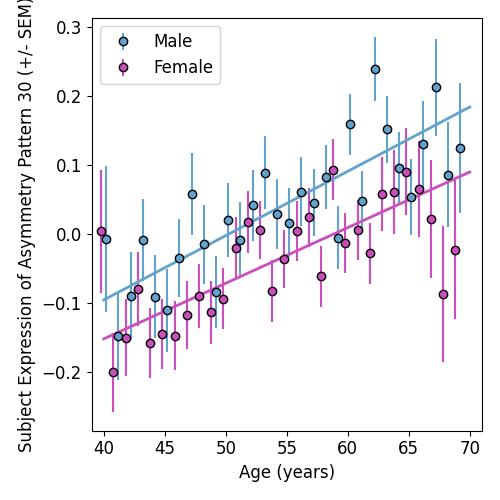 Male
Female
Subject Expression of Asymmetry Pattern 30 (+/- SEM)
0.3
0.2
0.1
0.0
−0.1
−0.2
40 45 50 55 60 65 70
Age (years)